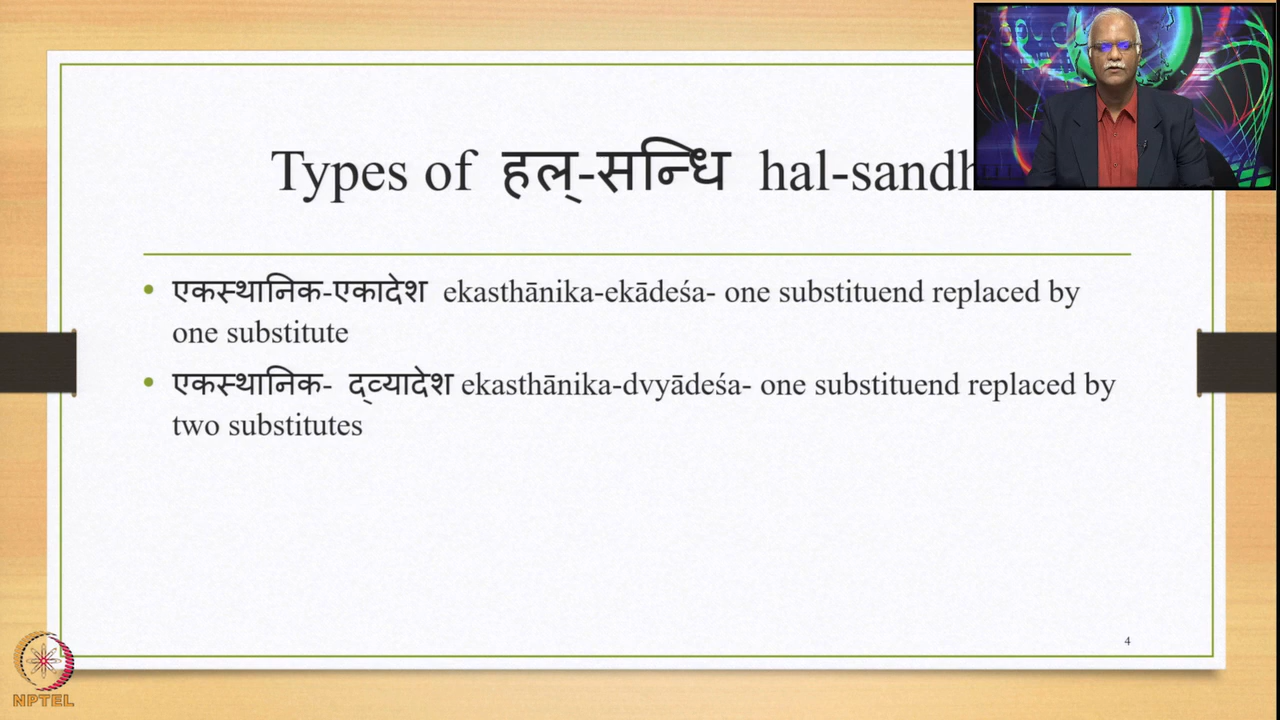 Types of हल्-सन्धि hal-sandh
एकस्थानिक-एकादेश ekasthānika-ekādeśa- one substituend replaced by
one substitute
एकस्थानिक- द्व्यादेश ekasthānika-dvyādeśa- one substituend replaced by
two substitutes
4
NPTEL